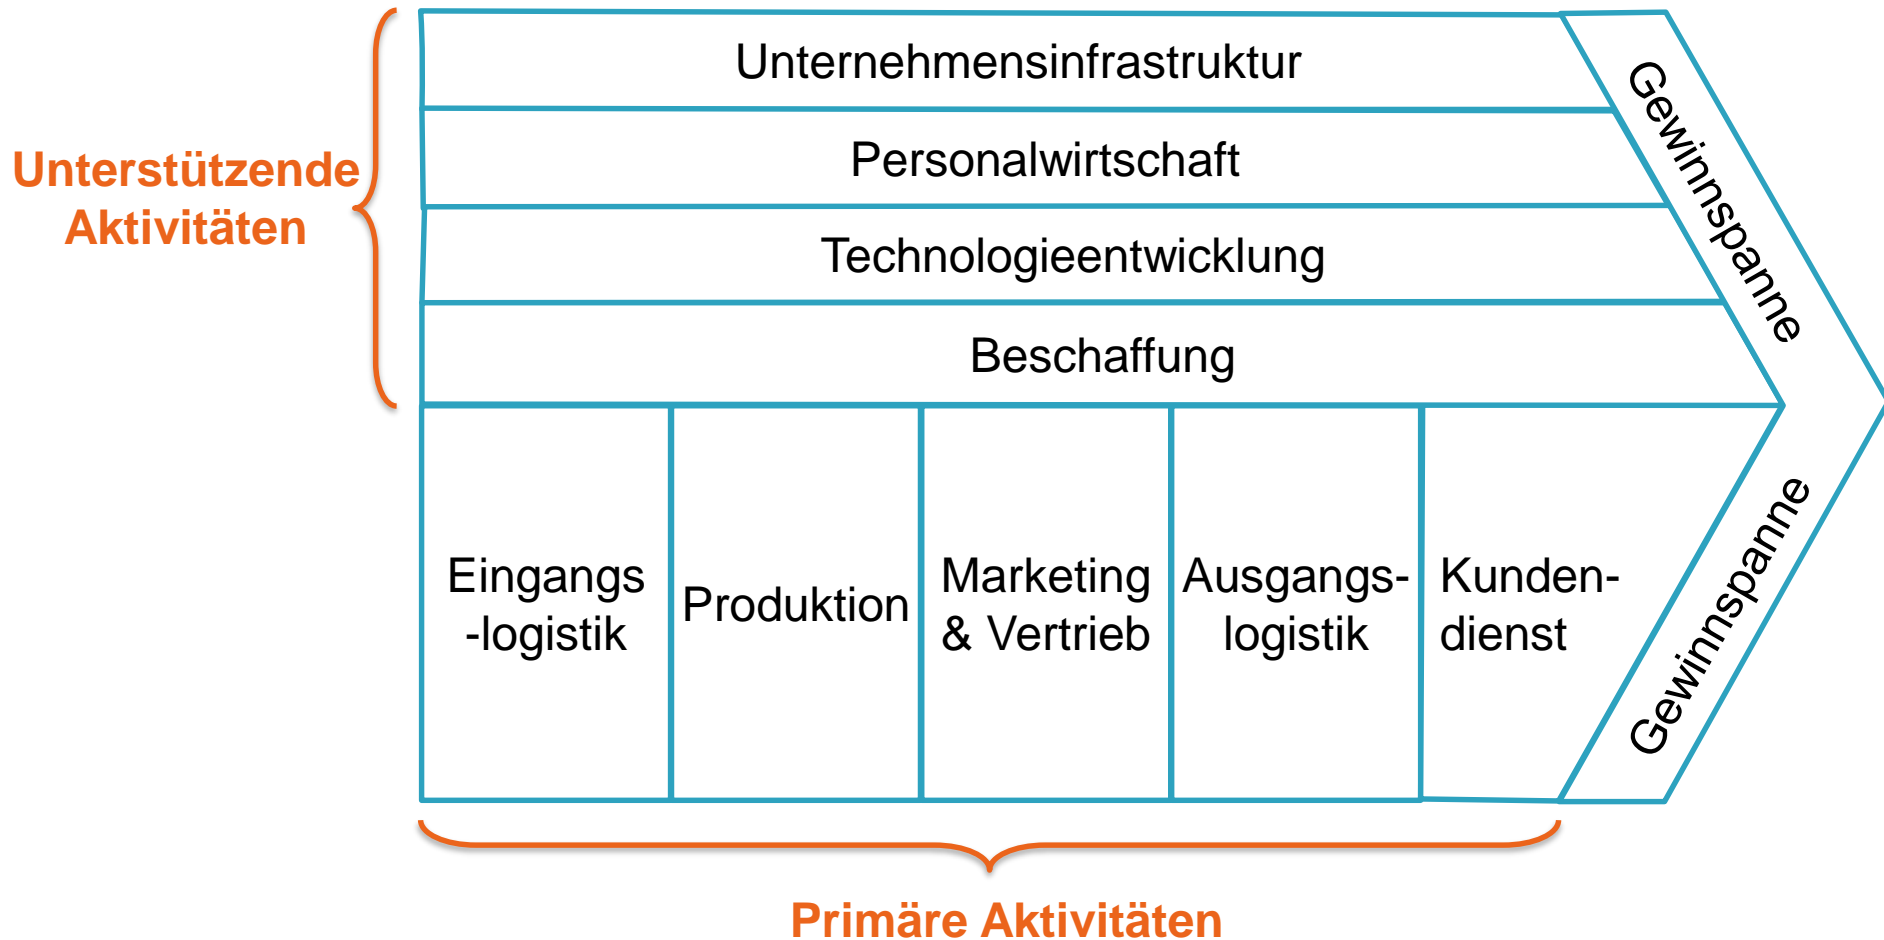 Unternehmensinfrastruktur
Personalwirtschaft
Technologieentwicklung
Beschaffung
Unterstützende
Aktivitäten
Gewinnspanne
Eingangs
-logistik
Produktion
Marketing
& Vertrieb
Ausgangs-
logistik
Kunden-
dienst
Gewinnspanne
Primäre Aktivitäten